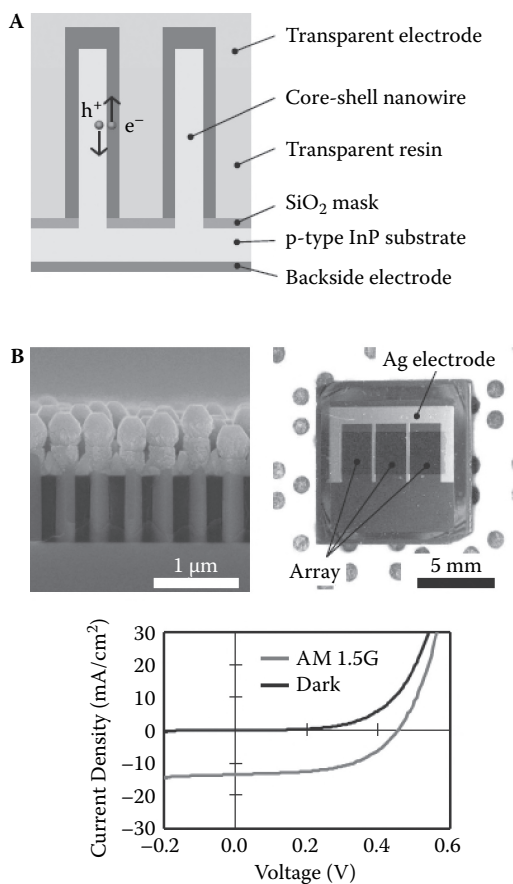 A
Transparent electrode
h⁺
e⁻
Core-shell nanowire
Transparent resin
SiO₂ mask
p-type InP substrate
Backside electrode
B
Ag electrode
1 μm
Array
5 mm
Current Density (mA/cm²)
30
20
10
0
−10
−20
−30
AM 1.5G
Dark
−0.2
0.0
0.2
0.4
0.6
Voltage (V)